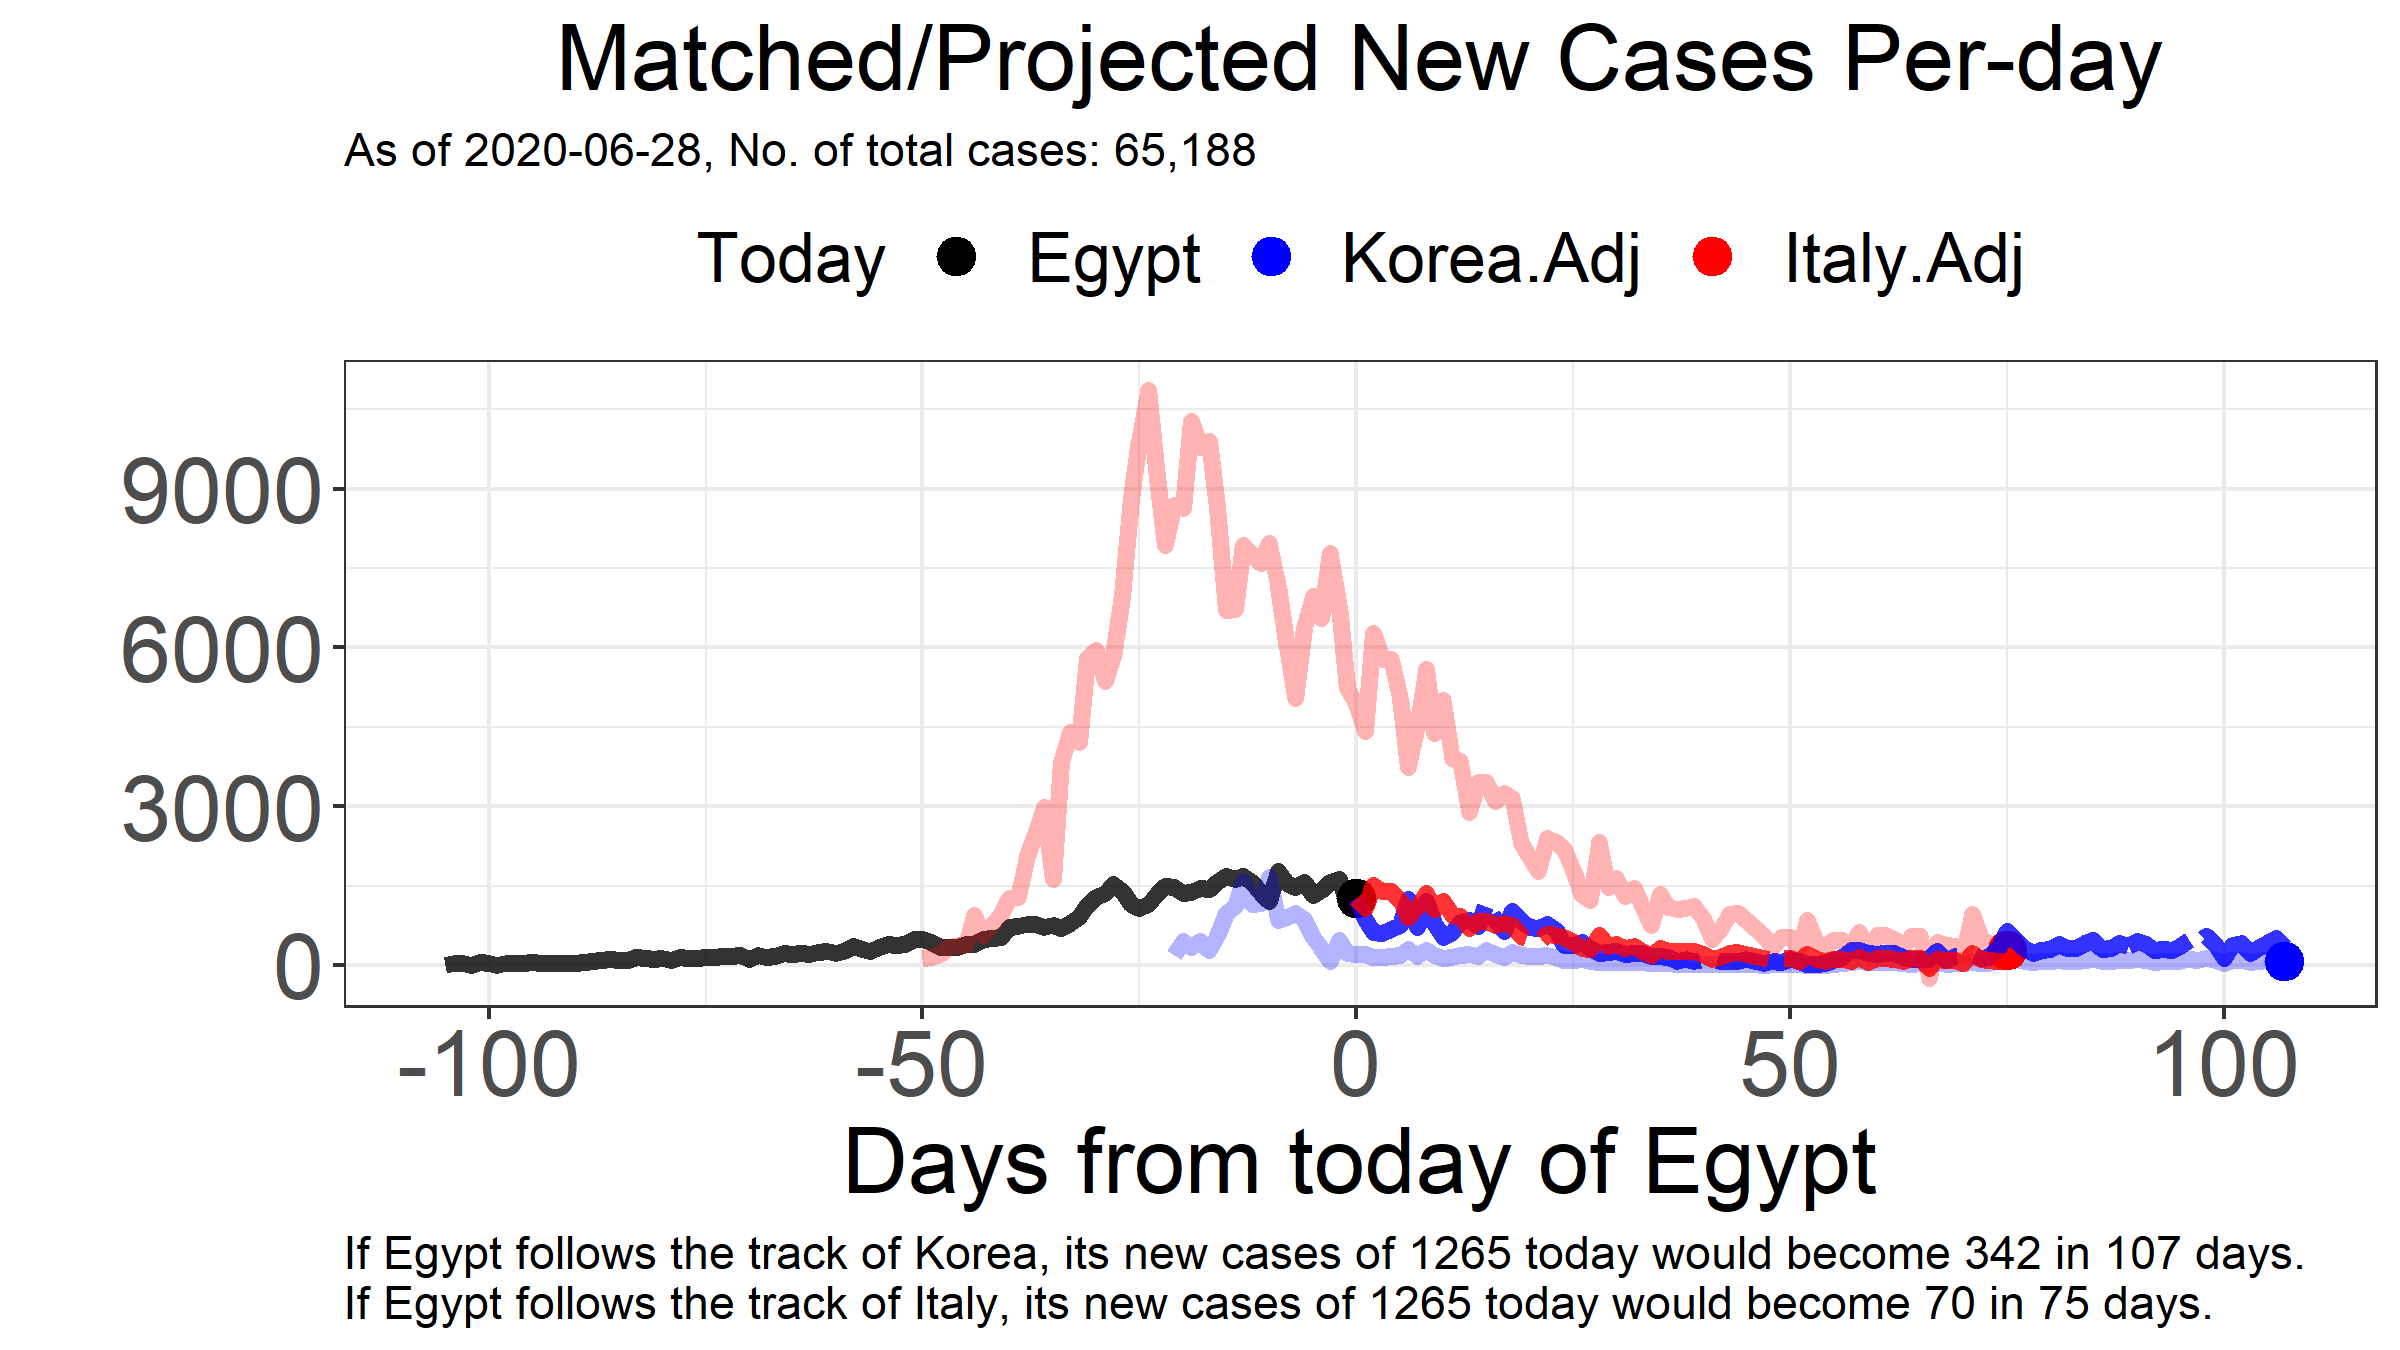 Matched/Projected New Cases Per-day
As of 2020-06-28, No. of total cases: 65,188
Today Egypt Korea.Adj Italy.Adj
9000
6000
3000
0
-100 -50 0 50 100
Days from today of Egypt
If Egypt follows the track of Korea, its new cases of 1265 today would become 342 in 107 days.
If Egypt follows the track of Italy, its new cases of 1265 today would become 70 in 75 days.